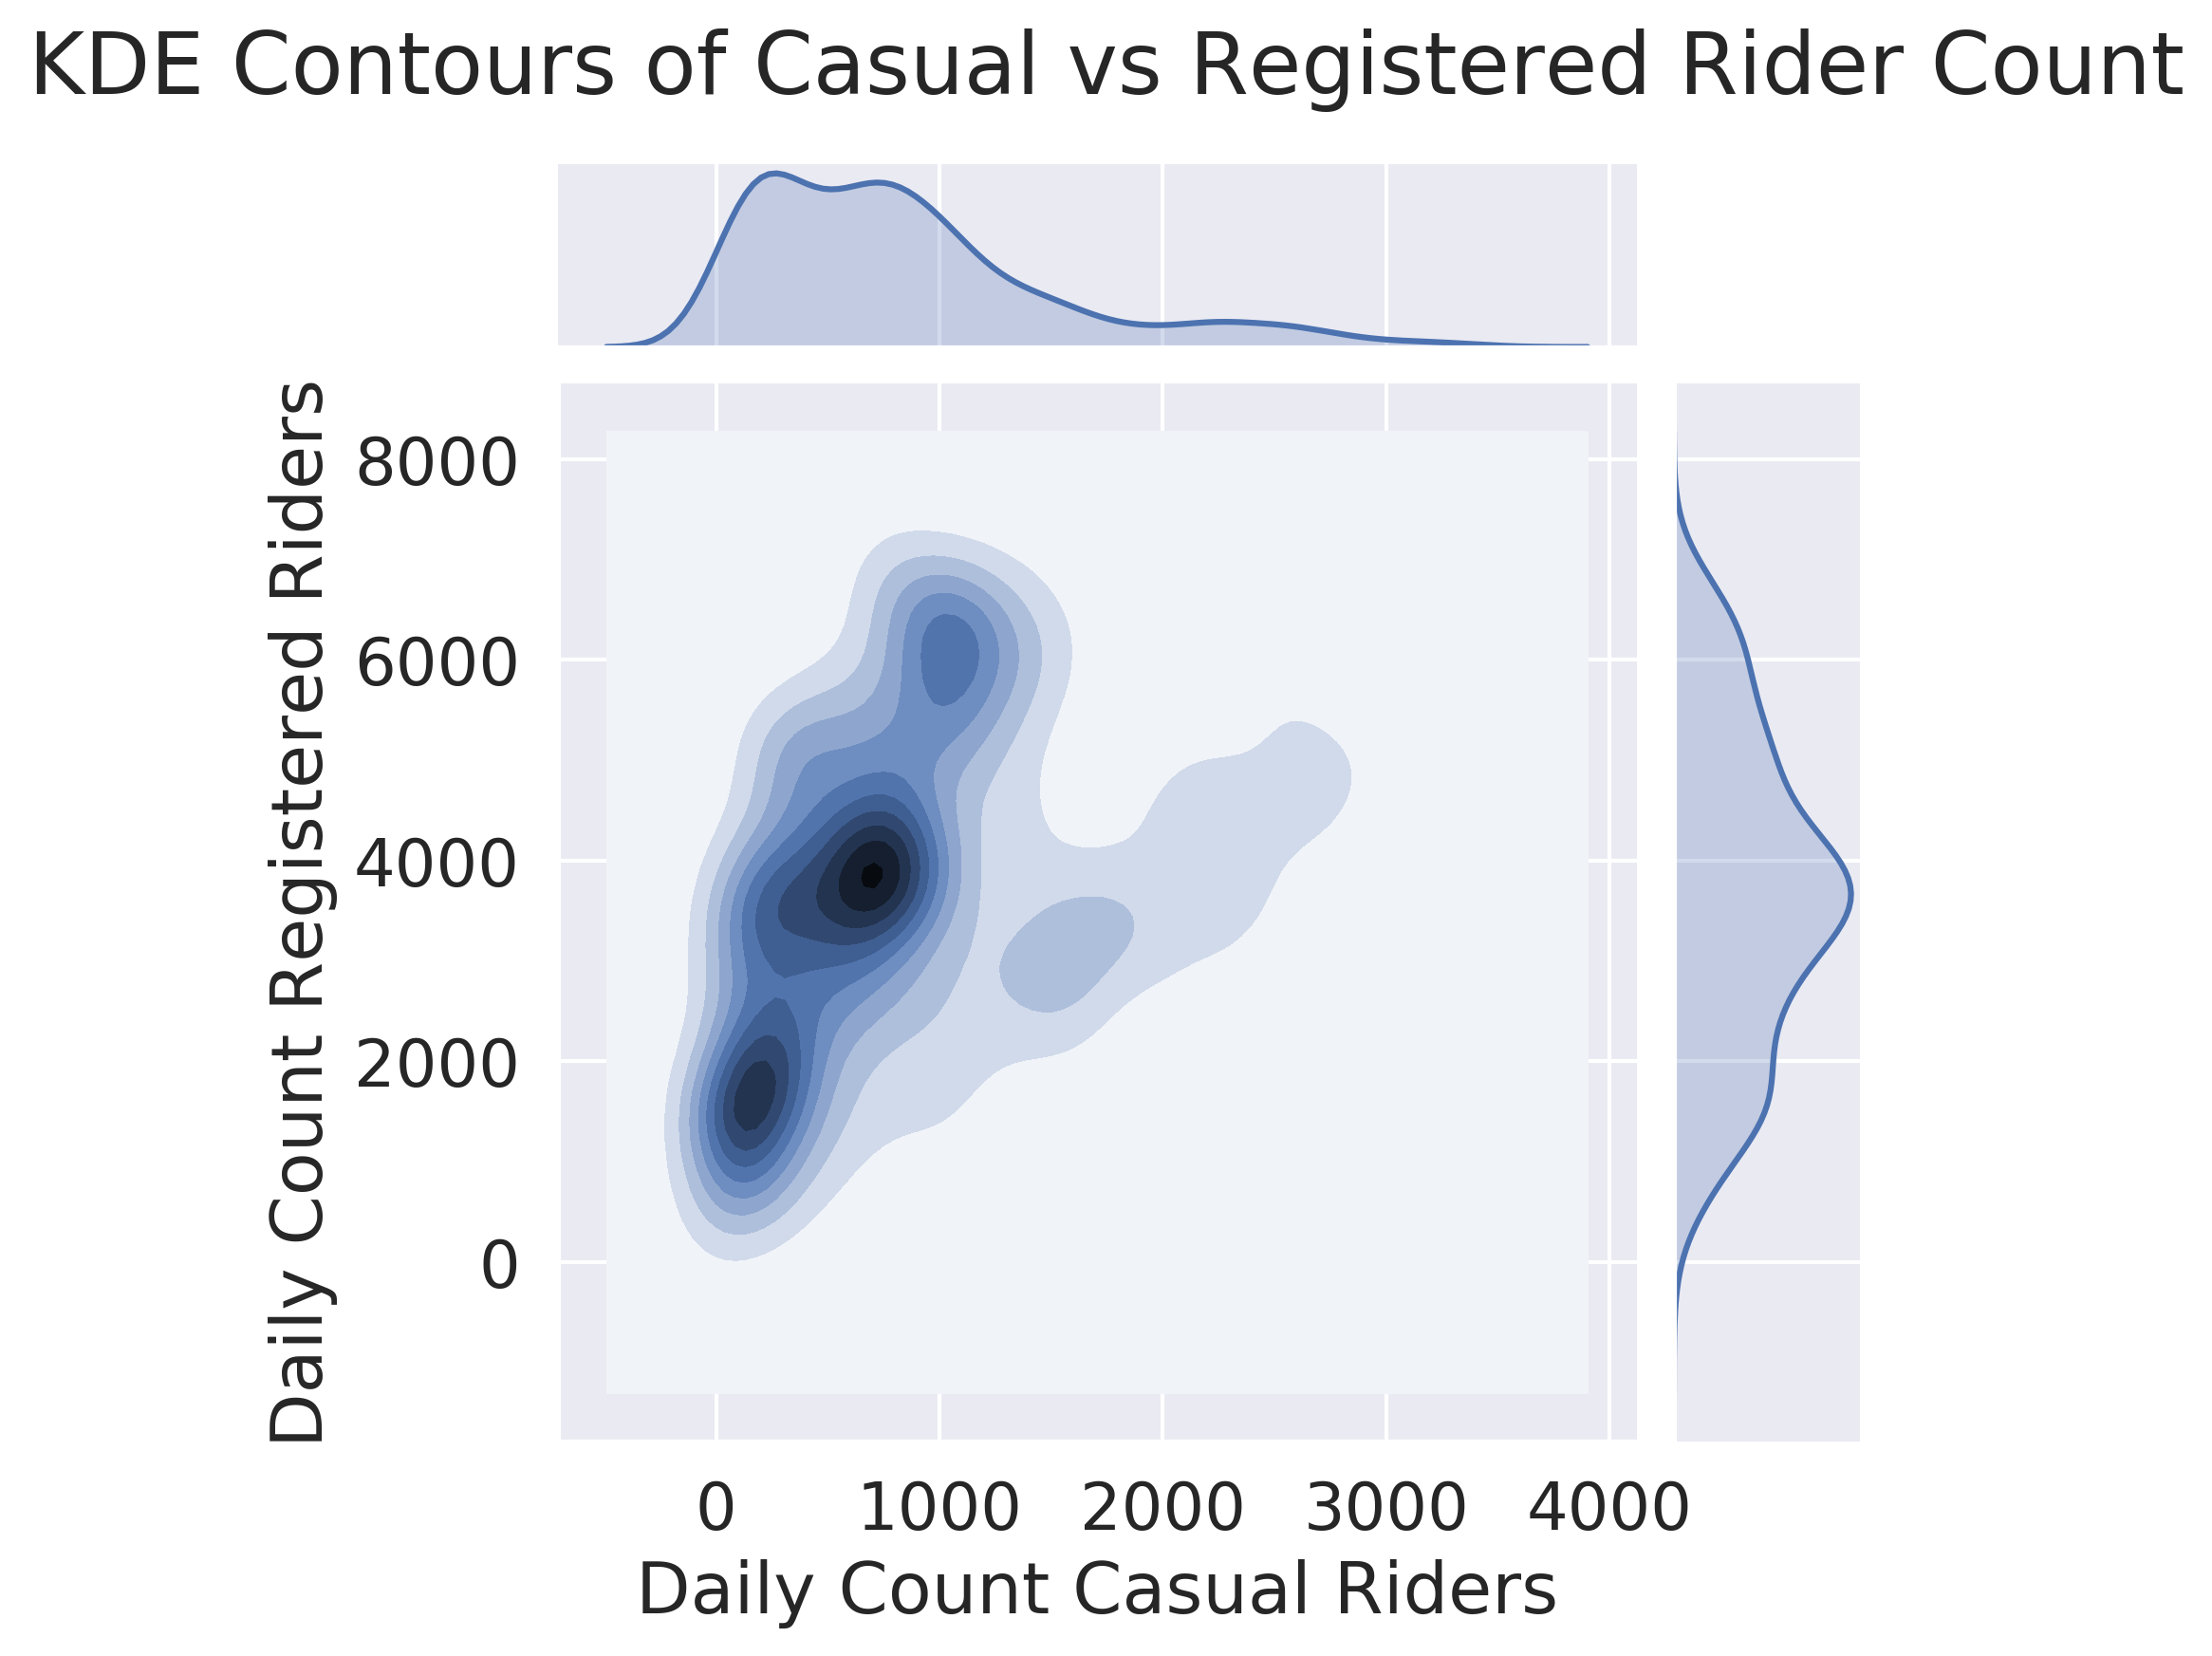 KDE Contours of Casual vs Registered Rider Count
Daily Count Registered Riders
8000
6000
4000
2000
0
0 1000 2000 3000 4000
Daily Count Casual Riders